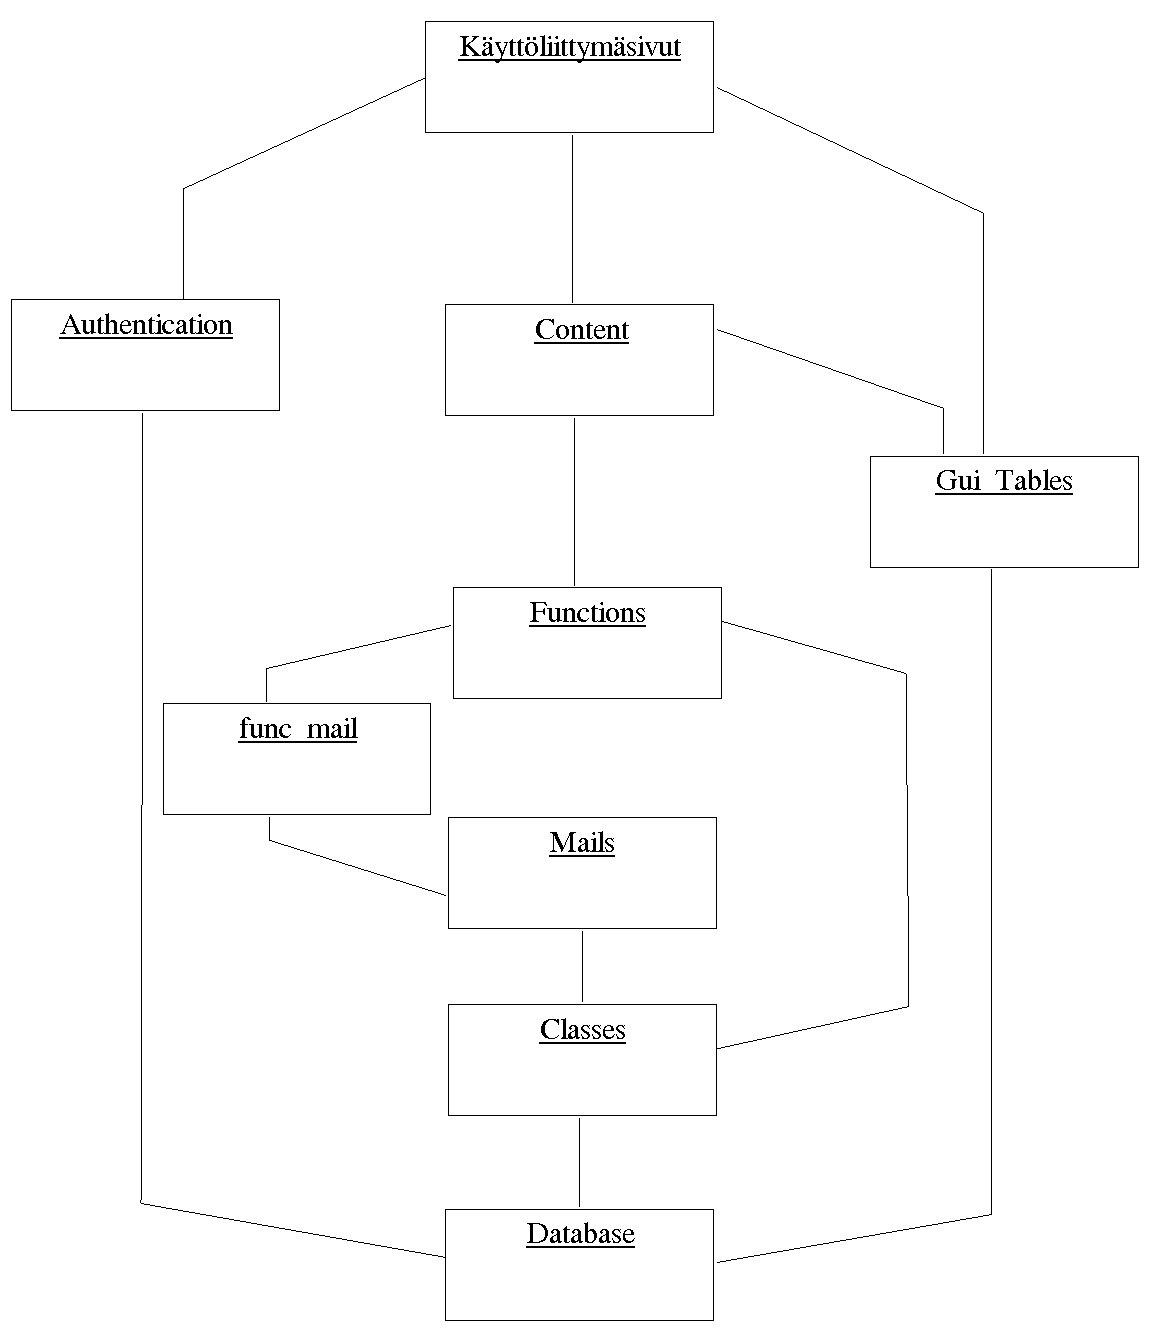 Käyttöliittymäsivut
Authentication
Content
Gui_Tables
Functions
func_mail
Mails
Classes
Database